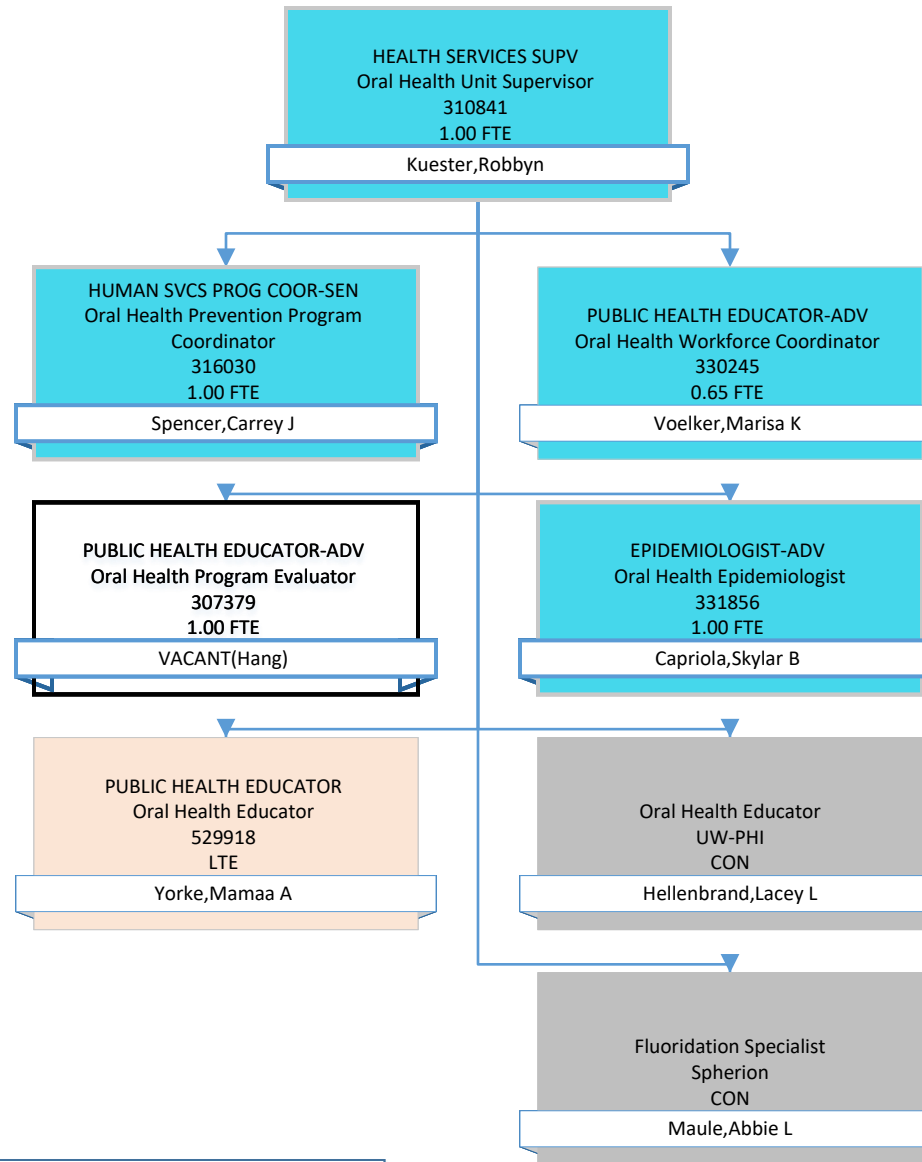 HEALTH SERVICES SUPV
Oral Health Unit Supervisor
310841
1.00 FTE
Kuester,Robbyn
HUMAN SVCS PROG COOR-SEN
Oral Health Prevention Program
Coordinator
316030
1.00 FTE
Spencer,Carrey J
PUBLIC HEALTH EDUCATOR-ADV
Oral Health Workforce Coordinator
330245
0.65 FTE
Voelker,Marisa K
PUBLIC HEALTH EDUCATOR-ADV
Oral Health Program Evaluator
307379
1.00 FTE
VACANT(Hang)
EPIDEMIOLOGIST-ADV
Oral Health Epidemiologist
331856
1.00 FTE
Capriola,Skylar B
PUBLIC HEALTH EDUCATOR
Oral Health Educator
529918
LTE
Yorke,Mamaa A
Oral Health Educator
UW-PHI
CON
Hellenbrand,Lacey L
Fluoridation Specialist
Spherion
CON
Maule,Abbie L